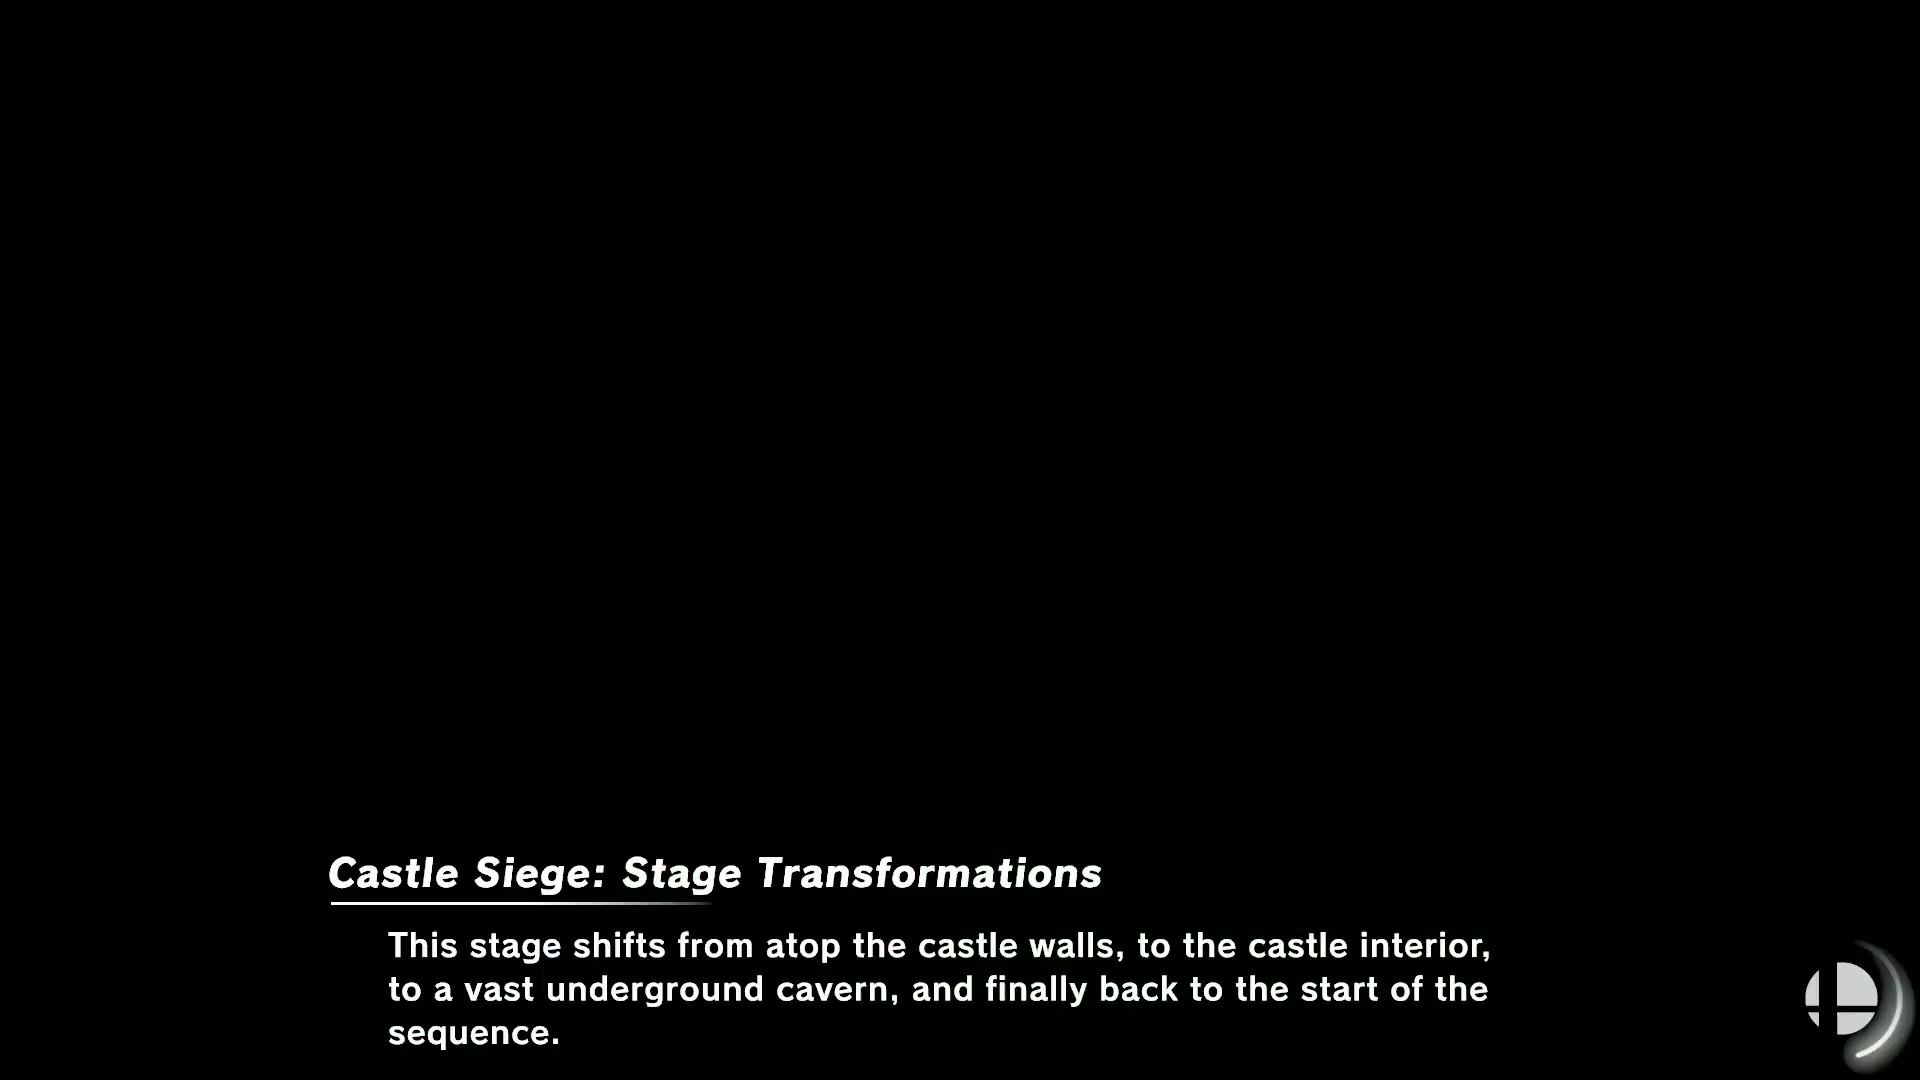 Castle Siege: Stage Transformations
This stage shifts from atop the castle walls, to the castle interior,
to a vast underground cavern, and finally back to the start of the
sequence.